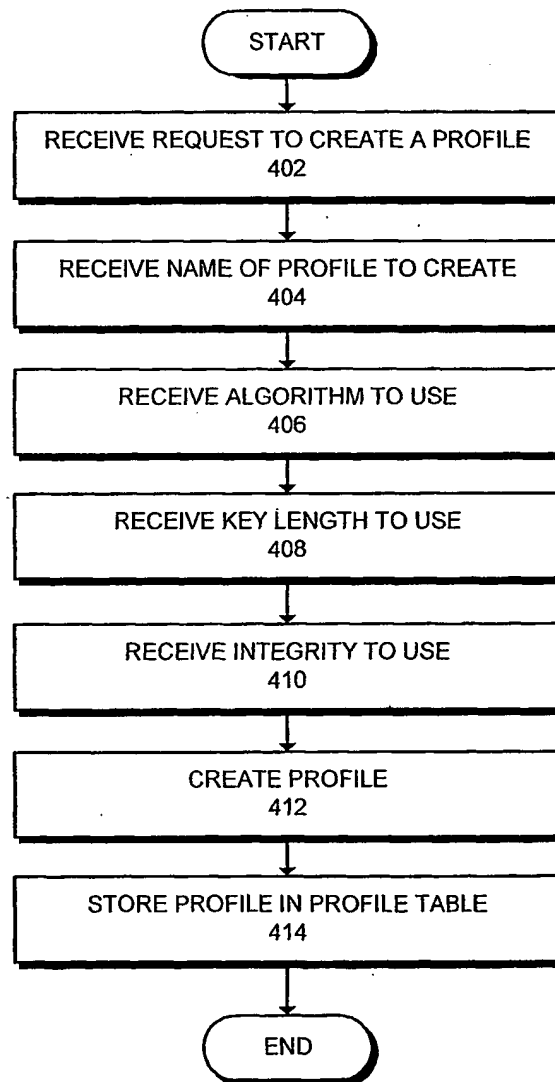 START
RECEIVE REQUEST TO CREATE A PROFILE
402
RECEIVE NAME OF PROFILE TO CREATE
404
RECEIVE ALGORITHM TO USE
406
RECEIVE KEY LENGTH TO USE
408
RECEIVE INTEGRITY TO USE
410
CREATE PROFILE
412
STORE PROFILE IN PROFILE TABLE
414
END